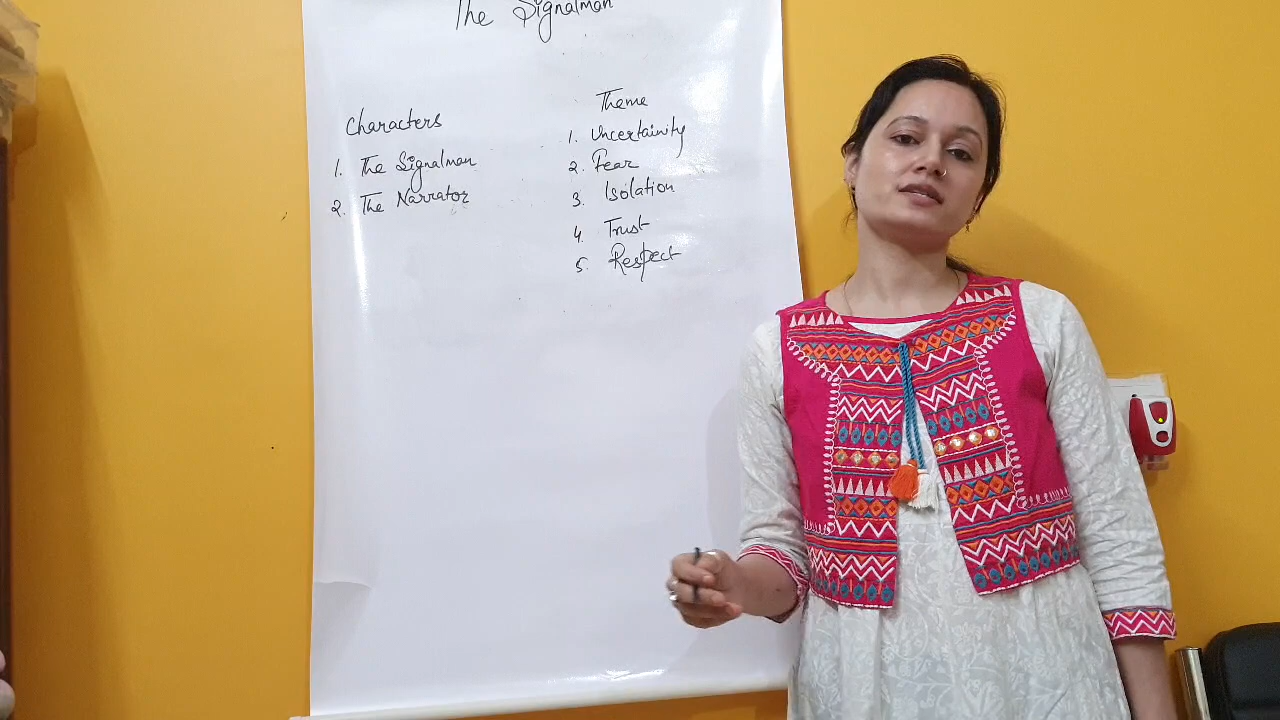 The Signalman
Characters
1. The Signalman
2. The Narrator
Theme
1. Uncertainity
2. Fear
3. Isolation
4. Trust
5. Respect